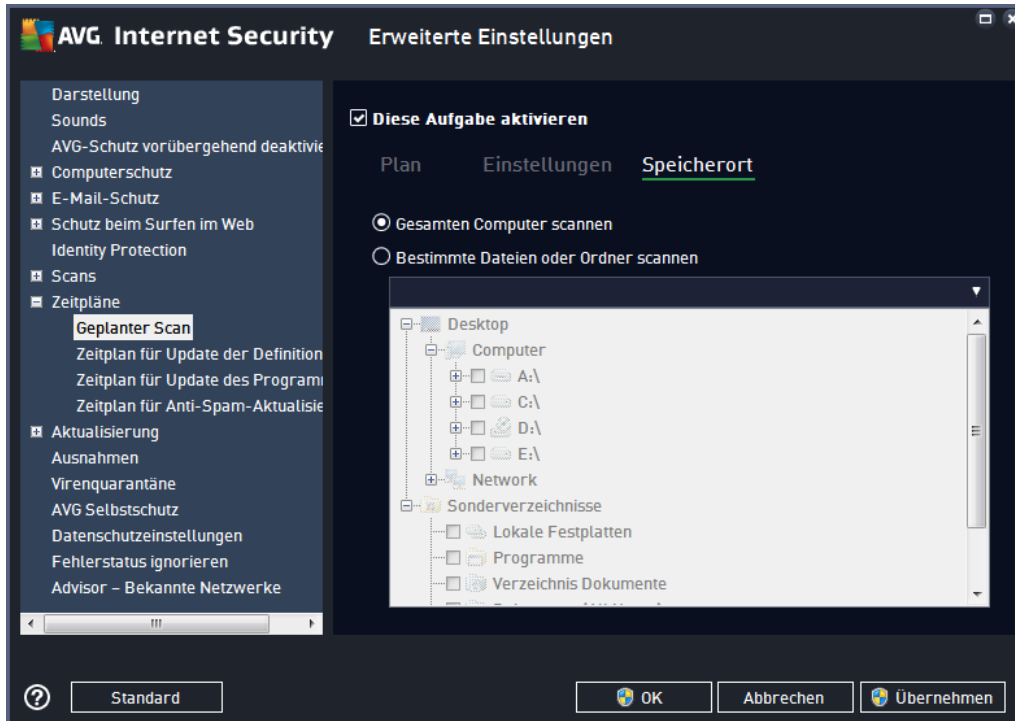 AVG. Internet Security
Erweiterte Einstellungen
Darstellung
Sounds
AVG-Schutz vorübergehend deaktivie
Computerschutz
E-Mail-Schutz
Schutz beim Surfen im Web
Identity Protection
Scans
Zeitpläne
Geplanter Scan
Zeitplan für Update der Definition
Zeitplan für Update des Program
Zeitplan für Anti-Spam-Aktualisie
Aktualisierung
Ausnahmen
Virenquarantäne
AVG Selbstschutz
Datenschutzeinstellungen
Fehlerstatus ignorieren
Advisor – Bekannte Netzwerke
Diese Aufgabe aktivieren
Plan Einstellungen Speicherort
Gesamten Computer scannen
Bestimmte Dateien oder Ordner scannen
Desktop
Computer
A:\
C:\
D:\
E:\
Network
Sonderverzeichnisse
Lokale Festplatten
Programme
Verzeichnis Dokumente
Standard
OK
Abbrechen
Übernehmen